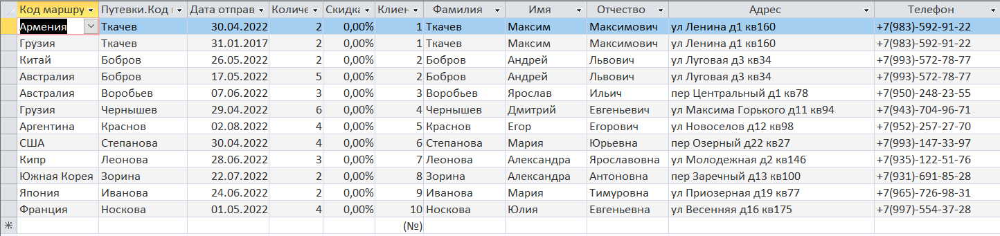 Код маршру Путевки.Код Дата отправ Количе Скидка Клиен Фамилия Имя Отчество Адрес Телефон
Армения Ткачев 30.04.2022 2 0,00% 1 Ткачев Максим Максимович ул Ленина д1 кв160 +7(983)-592-91-22
Грузия Ткачев 31.01.2017 2 0,00% 1 Ткачев Максим Максимович ул Ленина д1 кв160 +7(983)-592-91-22
Китай Бобров 26.05.2022 2 0,00% 2 Бобров Андрей Львович ул Луговая д3 кв34 +7(993)-572-78-77
Австралия Бобров 17.05.2022 5 0,00% 2 Бобров Андрей Львович ул Луговая д3 кв34 +7(993)-572-78-77
Австралия Воробьев 07.06.2022 3 0,00% 3 Воробьев Ярослав Ильич пер Центральный д1 кв78 +7(950)-248-23-55
Грузия Чернышев 29.04.2022 6 0,00% 4 Чернышев Дмитрий Евгеньевич ул Максима Горького д11 кв94 +7(943)-704-96-71
Аргентина Краснов 02.08.2022 4 0,00% 5 Краснов Егор Егорович ул Новоселов д12 кв98 +7(952)-257-27-70
США Степанова 30.04.2022 4 0,00% 6 Степанова Мария Юрьевна пер Озерный д22 кв27 +7(993)-147-33-97
Кипр Леонова 28.06.2022 3 0,00% 7 Леонова Александра Ярославовна ул Молодежная д2 кв146 +7(935)-122-51-76
Южная Корея Зорина 22.07.2022 2 0,00% 8 Зорина Александра Антоновна пер Заречный д13 кв100 +7(931)-691-85-28
Япония Иванова 24.06.2022 2 0,00% 9 Иванова Мария Тимуровна ул Приозерная д19 кв77 +7(965)-726-98-31
Франция Носкова 01.05.2022 4 0,00% 10 Носкова Юлия Евгеньевна ул Весенняя д16 кв175 +7(997)-554-37-28
(№)